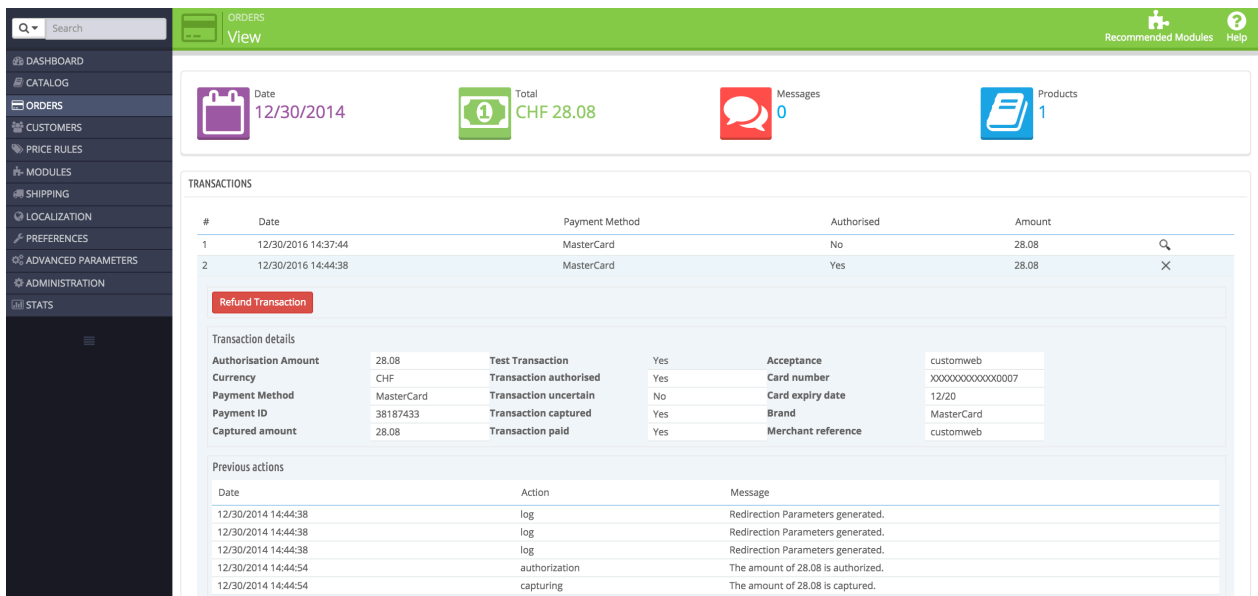 Search
ORDERS
View
Recommended Modules Help
DASHBOARD
CATALOG
ORDERS
CUSTOMERS
PRICE RULES
MODULES
SHIPPING
LOCALIZATION
PREFERENCES
ADVANCED PARAMETERS
ADMINISTRATION
STATS
Date
12/30/2014
1
Total
CHF 28.08
Messages
0
Products
1
TRANSACTIONS
# Date Payment Method Authorised Amount
1 12/30/2016 14:37:44 MasterCard No 28.08
2 12/30/2016 14:44:38 MasterCard Yes 28.08
Refund Transaction
Transaction details
Authorisation Amount 28.08 Test Transaction Yes Acceptance customweb
Currency CHF Transaction authorised Yes Card number XXXXXXXXXXXX0007
Payment Method MasterCard Transaction uncertain No Card expiry date 12/20
Payment ID 38187433 Transaction captured Yes Brand MasterCard
Captured amount 28.08 Transaction paid Yes Merchant reference customweb
Previous actions
Date Action Message
12/30/2014 14:44:38 log Redirection Parameters generated.
12/30/2014 14:44:38 log Redirection Parameters generated.
12/30/2014 14:44:38 log Redirection Parameters generated.
12/30/2014 14:44:54 authorization The amount of 28.08 is authorized.
12/30/2014 14:44:54 capturing The amount of 28.08 is captured.